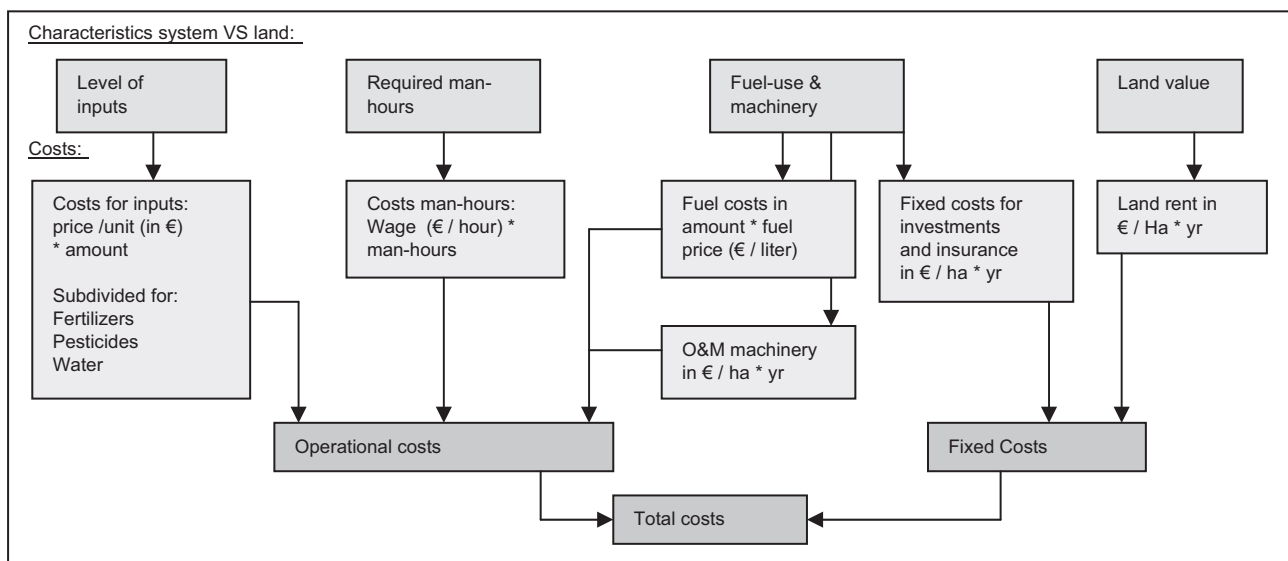 Characteristics system VS land:
Level of
inputs
Required man-
hours
Fuel-use &
machinery
Land value
Costs:
Costs for inputs:
price /unit (in €)
* amount
Subdivided for:
Fertilizers
Pesticides
Water
Costs man-hours:
Wage (€ / hour) *
man-hours
Fuel costs in
amount * fuel
price (€ / liter)
Fixed costs for
investments
and insurance
in € / ha * yr
Land rent in
€ / Ha * yr
O&M machinery
in € / ha * yr
Operational costs
Fixed Costs
Total costs